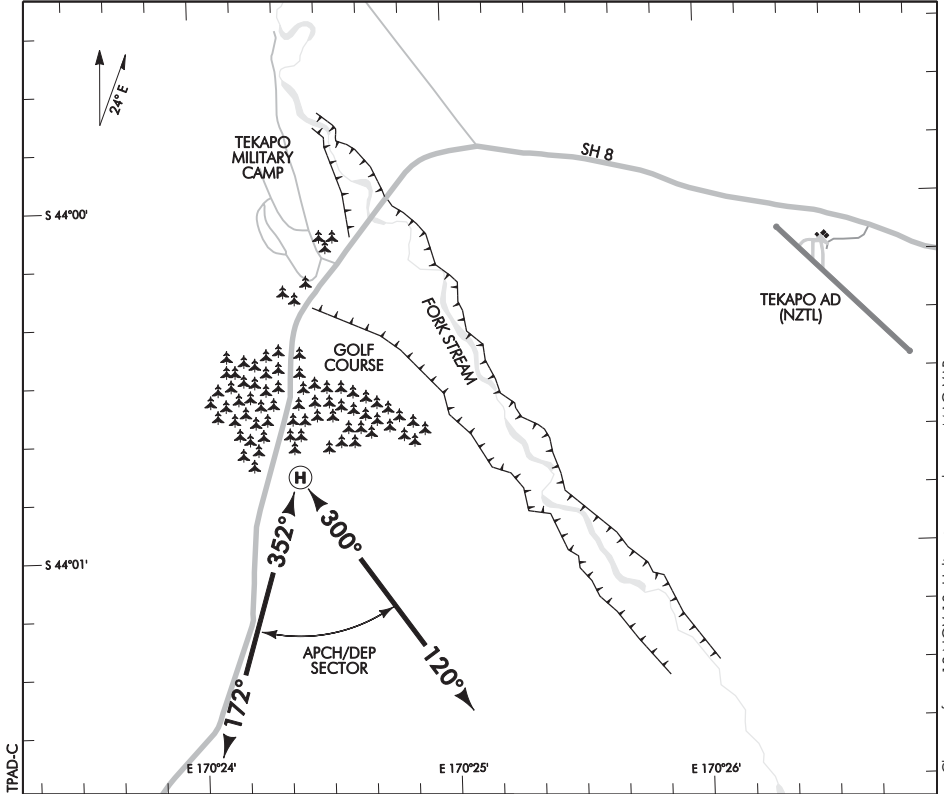 24° E
TEKAPO
MILITARY
CAMP
SH 8
S 44°00'
TEKAPO AD
(NZTL)
FORK STREAM
GOLF
COURSE
H
352°
300°
S 44°01'
APCH/DEP
SECTOR
172°
120°
TPAD-C
E 170°24'
E 170°25'
E 170°26'